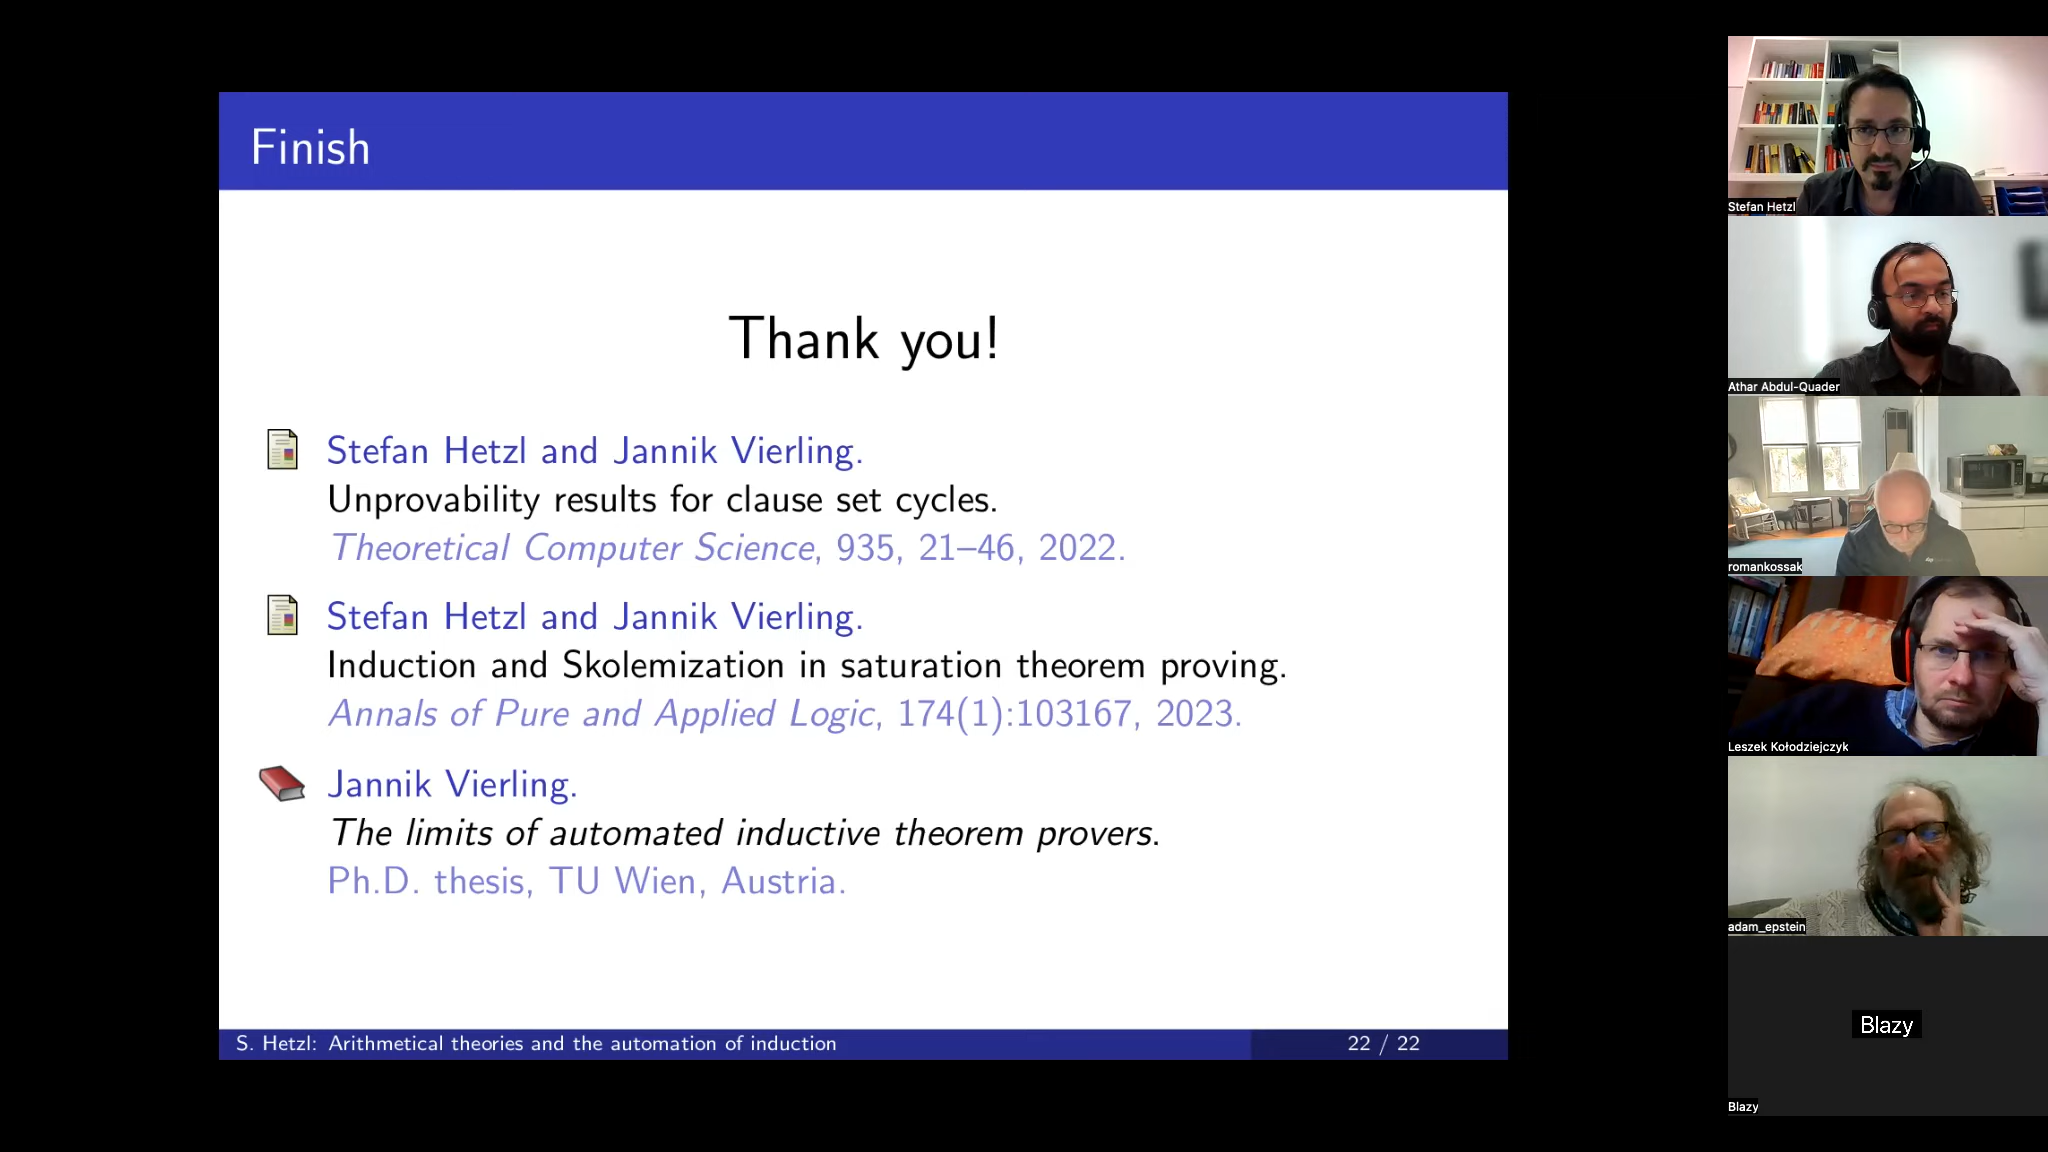 Finish
Thank you!
Stefan Hetzl and Jannik Vierling.
Unprovability results for clause set cycles.
Theoretical Computer Science, 935, 21–46, 2022.
Stefan Hetzl and Jannik Vierling.
Induction and Skolemization in saturation theorem proving.
Annals of Pure and Applied Logic, 174(1):103167, 2023.
Jannik Vierling.
The limits of automated inductive theorem provers.
Ph.D. thesis, TU Wien, Austria.
S. Hetzl: Arithmetical theories and the automation of induction
22 / 22
Stefan Hetzl
Athar Abdul-Quader
romankossak
Leszek Kołodziejczyk
adam_epstein
Blazy
Blazy